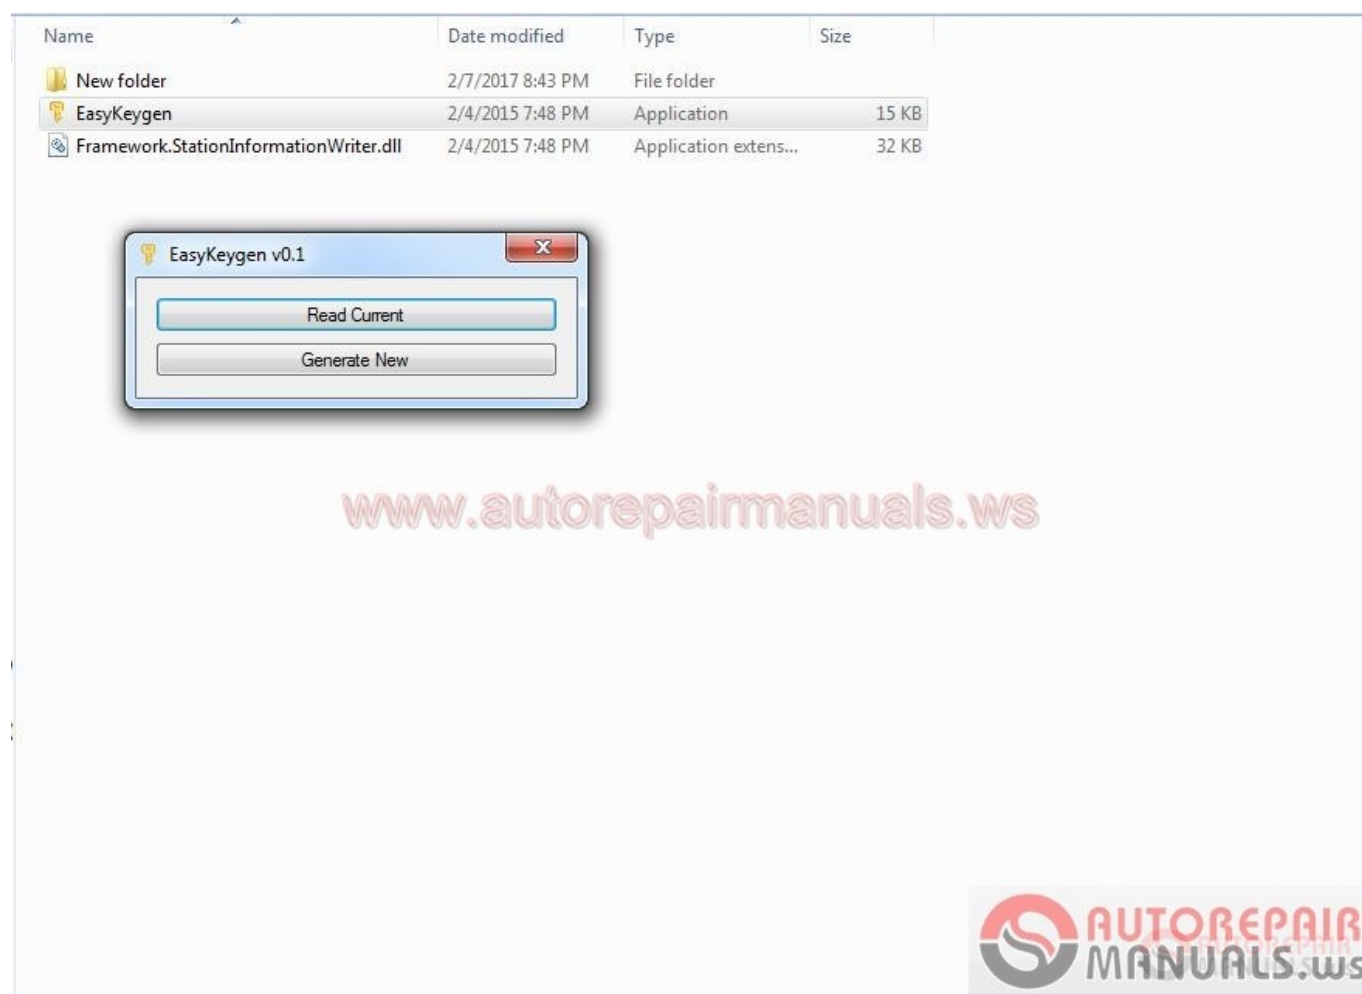 Name Date modified Type Size
New folder 2/7/2017 8:43 PM File folder
EasyKeygen 2/4/2015 7:48 PM Application 15 KB
Framework.StationInformationWriter.dll 2/4/2015 7:48 PM Application extens... 32 KB
EasyKeygen v0.1
Read Current
Generate New
www.autorepairmanuals.ws
AUTOREPAIR
MANUALS.ws